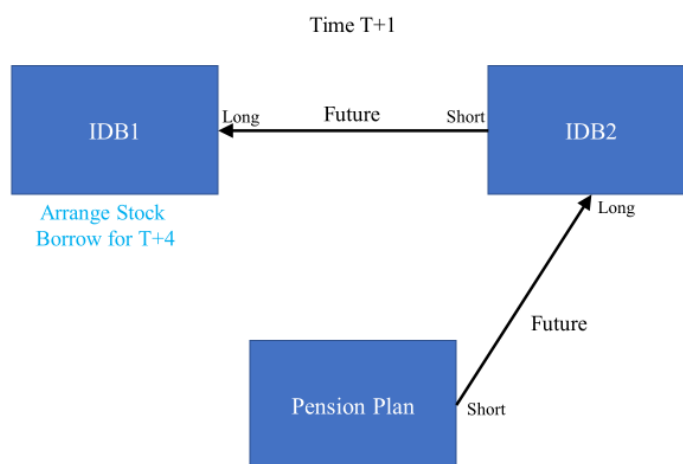 Time T+1
IDB1
Long
Future
Short
IDB2
Arrange Stock
Borrow for T+4
Long
Future
Pension Plan
Short